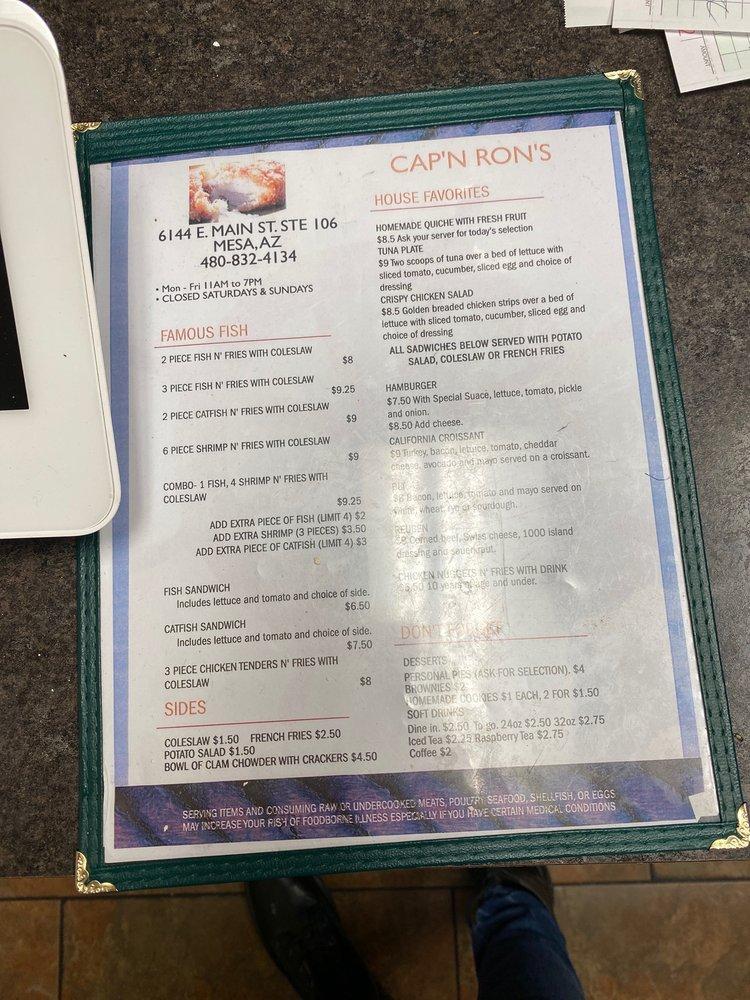 6144 E. MAIN ST. STE 106
MESA, AZ
480-832-4134
• Mon - Fri 11AM to 7PM
• CLOSED SATURDAYS & SUNDAYS
FAMOUS FISH
2 PIECE FISH N' FRIES WITH COLESLAW
$8
3 PIECE FISH N' FRIES WITH COLESLAW
$9.25
2 PIECE CATFISH N' FRIES WITH COLESLAW
$9
6 PIECE SHRIMP N' FRIES WITH COLESLAW
$9
COMBO- 1 FISH, 4 SHRIMP N' FRIES WITH
COLESLAW
$9.25
ADD EXTRA PIECE OF FISH (LIMIT 4) $2
ADD EXTRA SHRIMP (3 PIECES) $3.50
ADD EXTRA PIECE OF CATFISH (LIMIT 4) $3
FISH SANDWICH
Includes lettuce and tomato and choice of side.
$6.50
CATFISH SANDWICH
Includes lettuce and tomato and choice of side.
$7.50
3 PIECE CHICKEN TENDERS N' FRIES WITH
COLESLAW
$8
SIDES
COLESLAW $1.50 FRENCH FRIES $2.50
POTATO SALAD $1.50
BOWL OF CLAM CHOWDER WITH CRACKERS $4.50
CAP'N RON'S
HOUSE FAVORITES
HOMEMADE QUICHE WITH FRESH FRUIT
$8.5 Ask your server for today's selection
TUNA PLATE
$9 Two scoops of tuna over a bed of lettuce with
sliced tomato, cucumber, sliced egg and choice of
dressing
CRISPY CHICKEN SALAD
$8.5 Golden breaded chicken strips over a bed of
lettuce with sliced tomato, cucumber, sliced egg and
choice of dressing
ALL SADWICHES BELOW SERVED WITH POTATO
SALAD, COLESLAW OR FRENCH FRIES
HAMBURGER
$7.50 With Special Suace, lettuce, tomato, pickle
and onion.
$8.50 Add cheese.
CALIFORNIA CROISSANT
$9 Turkey, bacon, lettuce, tomato, cheddar
cheese, avocado and mayo served on a croissant.
Bacon, lettuce, tomato and mayo served on
white, wheat, rye or sourdough.
REUBEN
Corned beef, Swiss cheese, 1000 island
dressing and sauerkraut.
CHICKEN NUGGETS N' FRIES WITH DRINK
10 years of age and under.
DON'T
DESSERTS
PERSONAL PIES (ASK FOR SELECTION). $4
BROWNIES $2
HOMEMADE COOKIES $1 EACH, 2 FOR $1.50
SOFT DRINKS
Dine in. $2.50 To go. 24oz $2.50 32oz $2.75
Iced Tea $2.25 Raspberry Tea $2.75
Coffee $2
SERVING ITEMS AND CONSUMING RAW OR UNDERCOOKED MEATS, POULTRY, SEAFOOD, SHELLFISH, OR EGGS
MAY INCREASE YOUR RISH OF FOODBORNE ILLNESS ESPECIALLY IF YOU HAVE CERTAIN MEDICAL CONDITIONS
AMOUNT